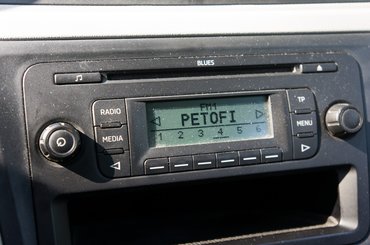 BLUES
RADIO
MEDIA
FM1
PETOFI
1 2 3 4 5 6
TP
MENU